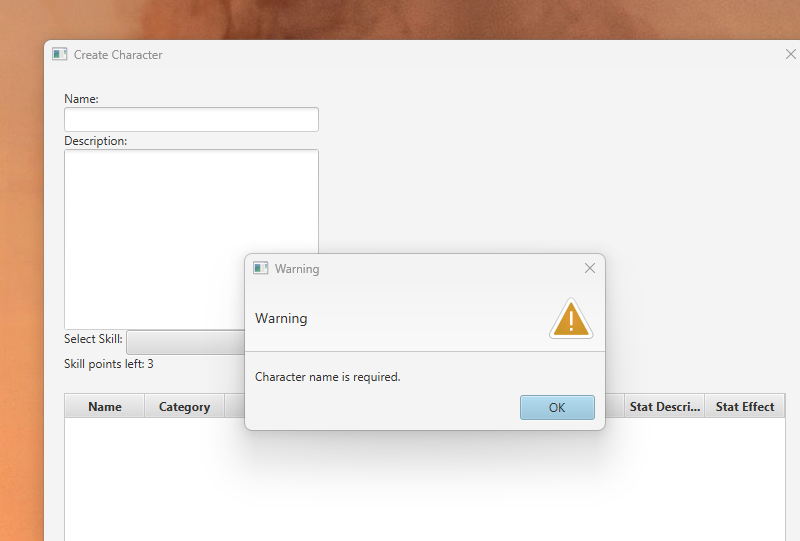 Create Character
Name:
Description:
Warning
Warning
Select Skill:
Skill points left: 3
Character name is required.
OK
Name Category Stat Descri... Stat Effect